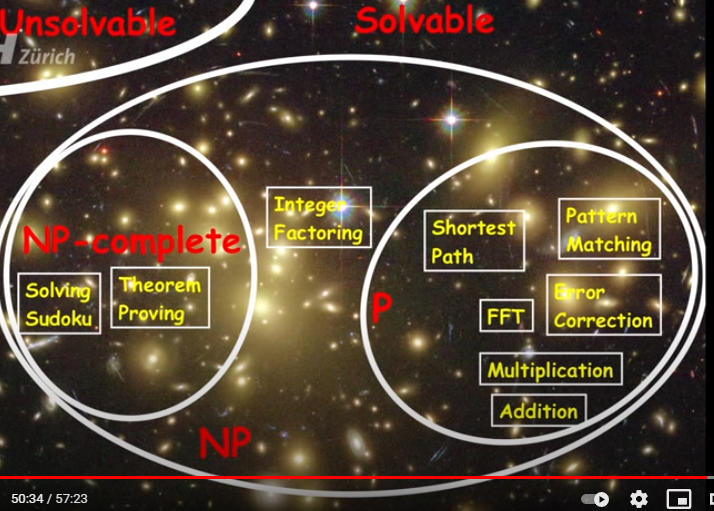 Unsolvable
Solvable
H Zürich
Integer
Factoring
Shortest
Path
Pattern
Matching
NP-complete
Solving
Sudoku
Theorem
Proving
P
FFT
Error
Correction
Multiplication
Addition
NP
50:34 / 57:23